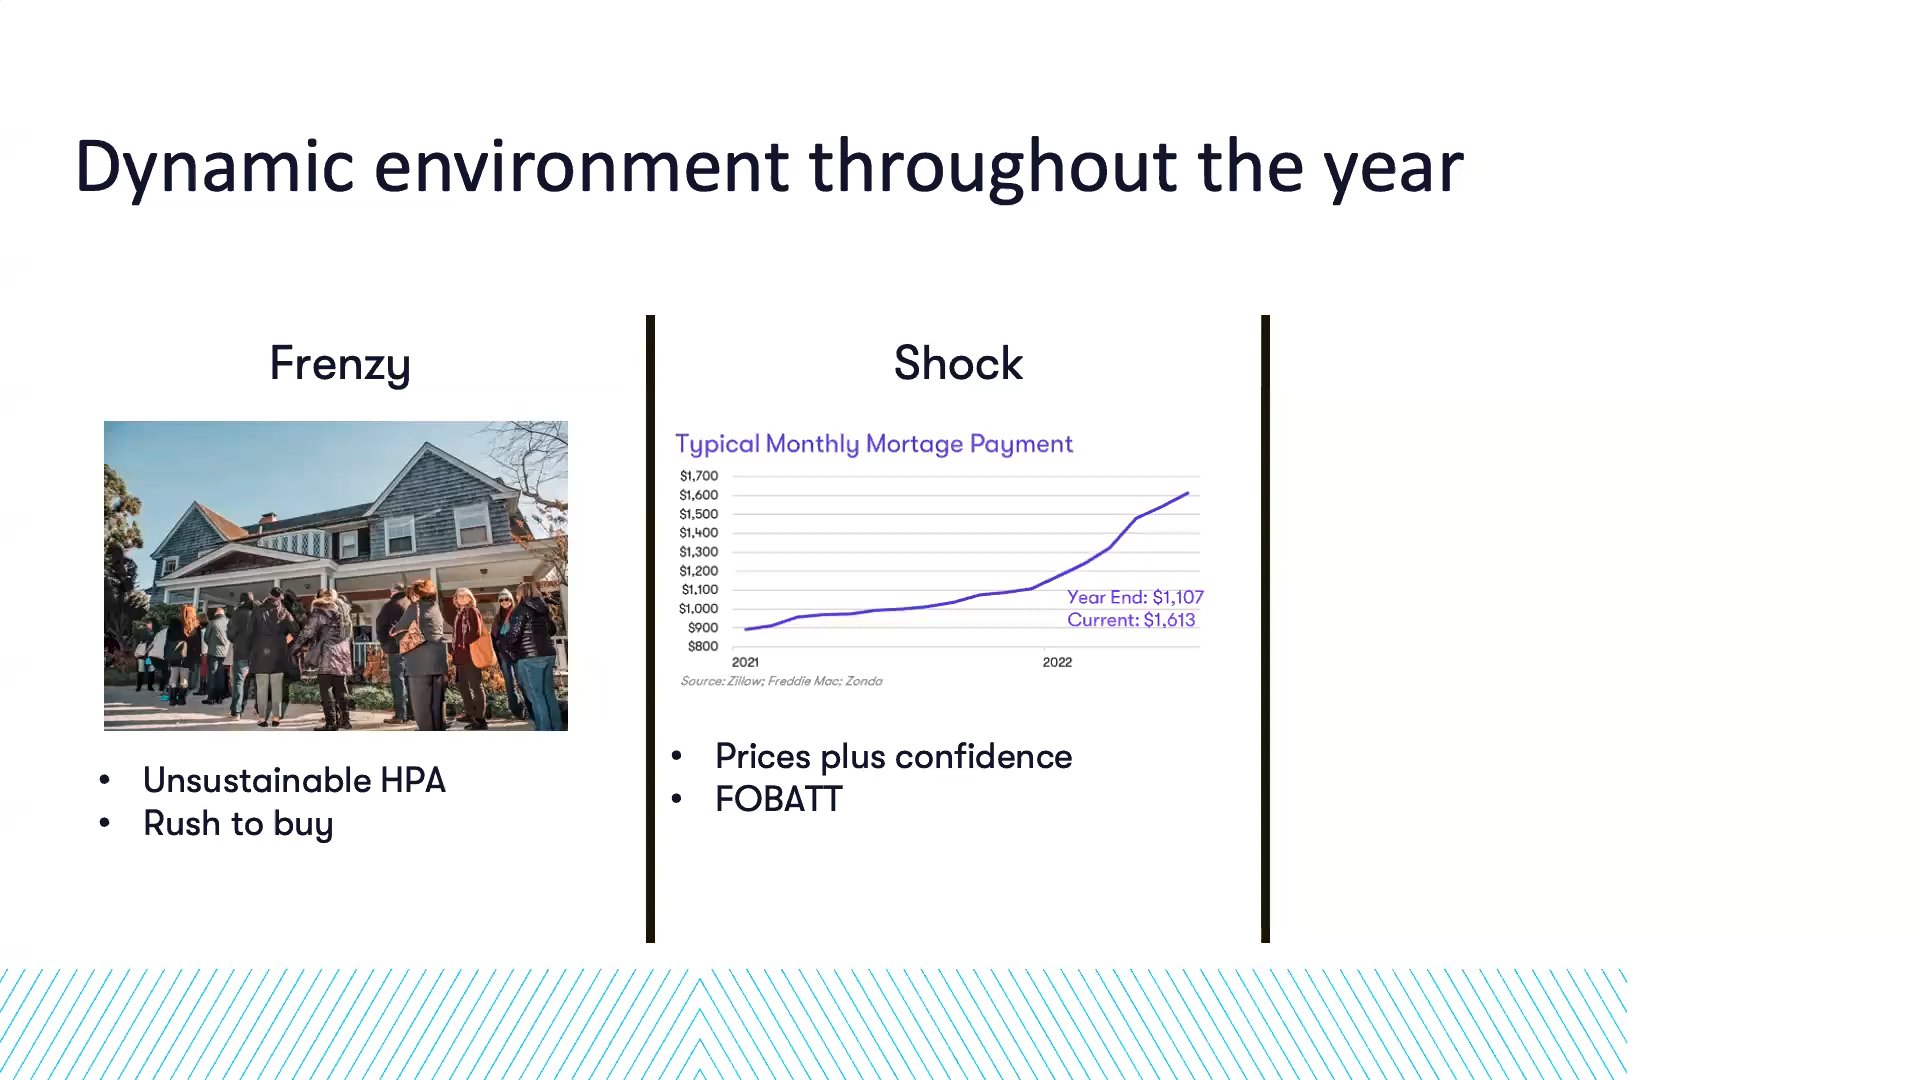 Dynamic environment throughout the year
Frenzy
Unsustainable HPA
Rush to buy
Shock
Typical Monthly Mortage Payment
$1,700
$1,600
$1,500
$1,400
$1,300
$1,200
$1,100
$1,000
$900
$800
Year End: $1,107
Current: $1,613
2021 2022
Source: Zillow; Freddie Mac; Zonda
Prices plus confidence
FOBATT